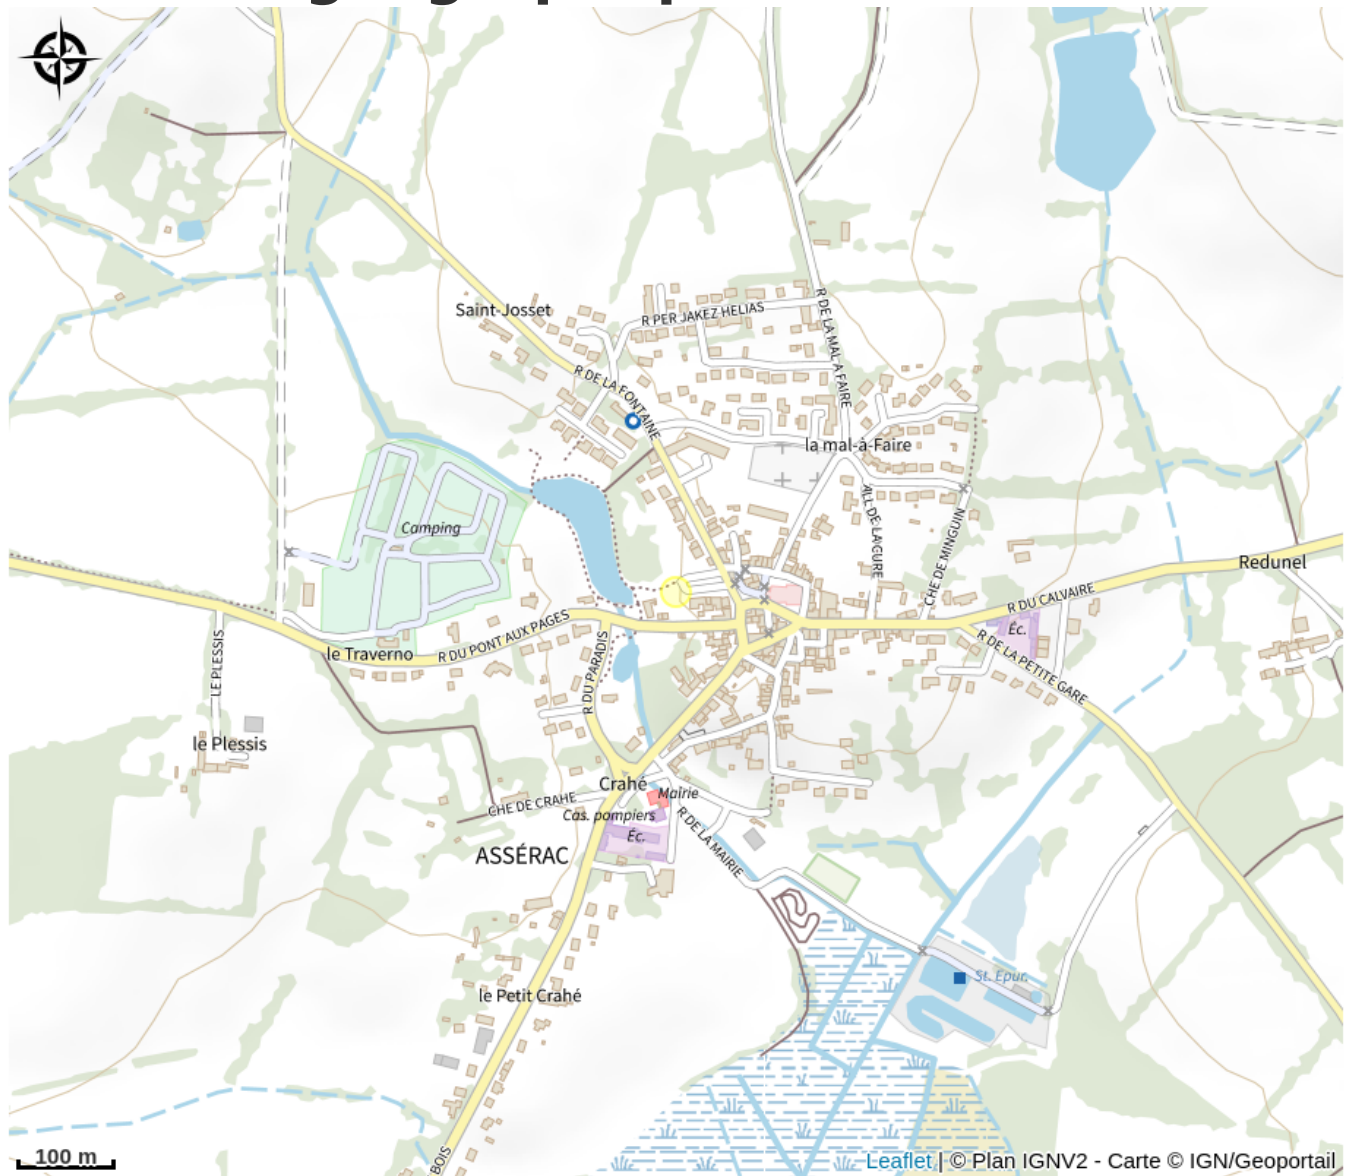 Saint-Josset
R PER JAKEZ HELIAS
R DE LA MAL A FAIRE
R DE LA FONTAINE
la mal-à-Faire
Camping
ALL DE LA CURE
CHE DE MINGUIN
Redunel
R DU CALVAIRE
Éc.
R DE LA PETITE GARE
R DU PONT AUX PAGES
le Traverno
LE PLESSIS
R DU PARADIS
le Plessis
Crahé
Mairie
CHE DE CRAHE
Cas. pompiers
Éc.
R DE LA MAIRIE
ASSÉRAC
St. Epur.
le Petit Crahé
BOIS
100 m
Leaflet | © Plan IGNV2 - Carte © IGN/Geoportail